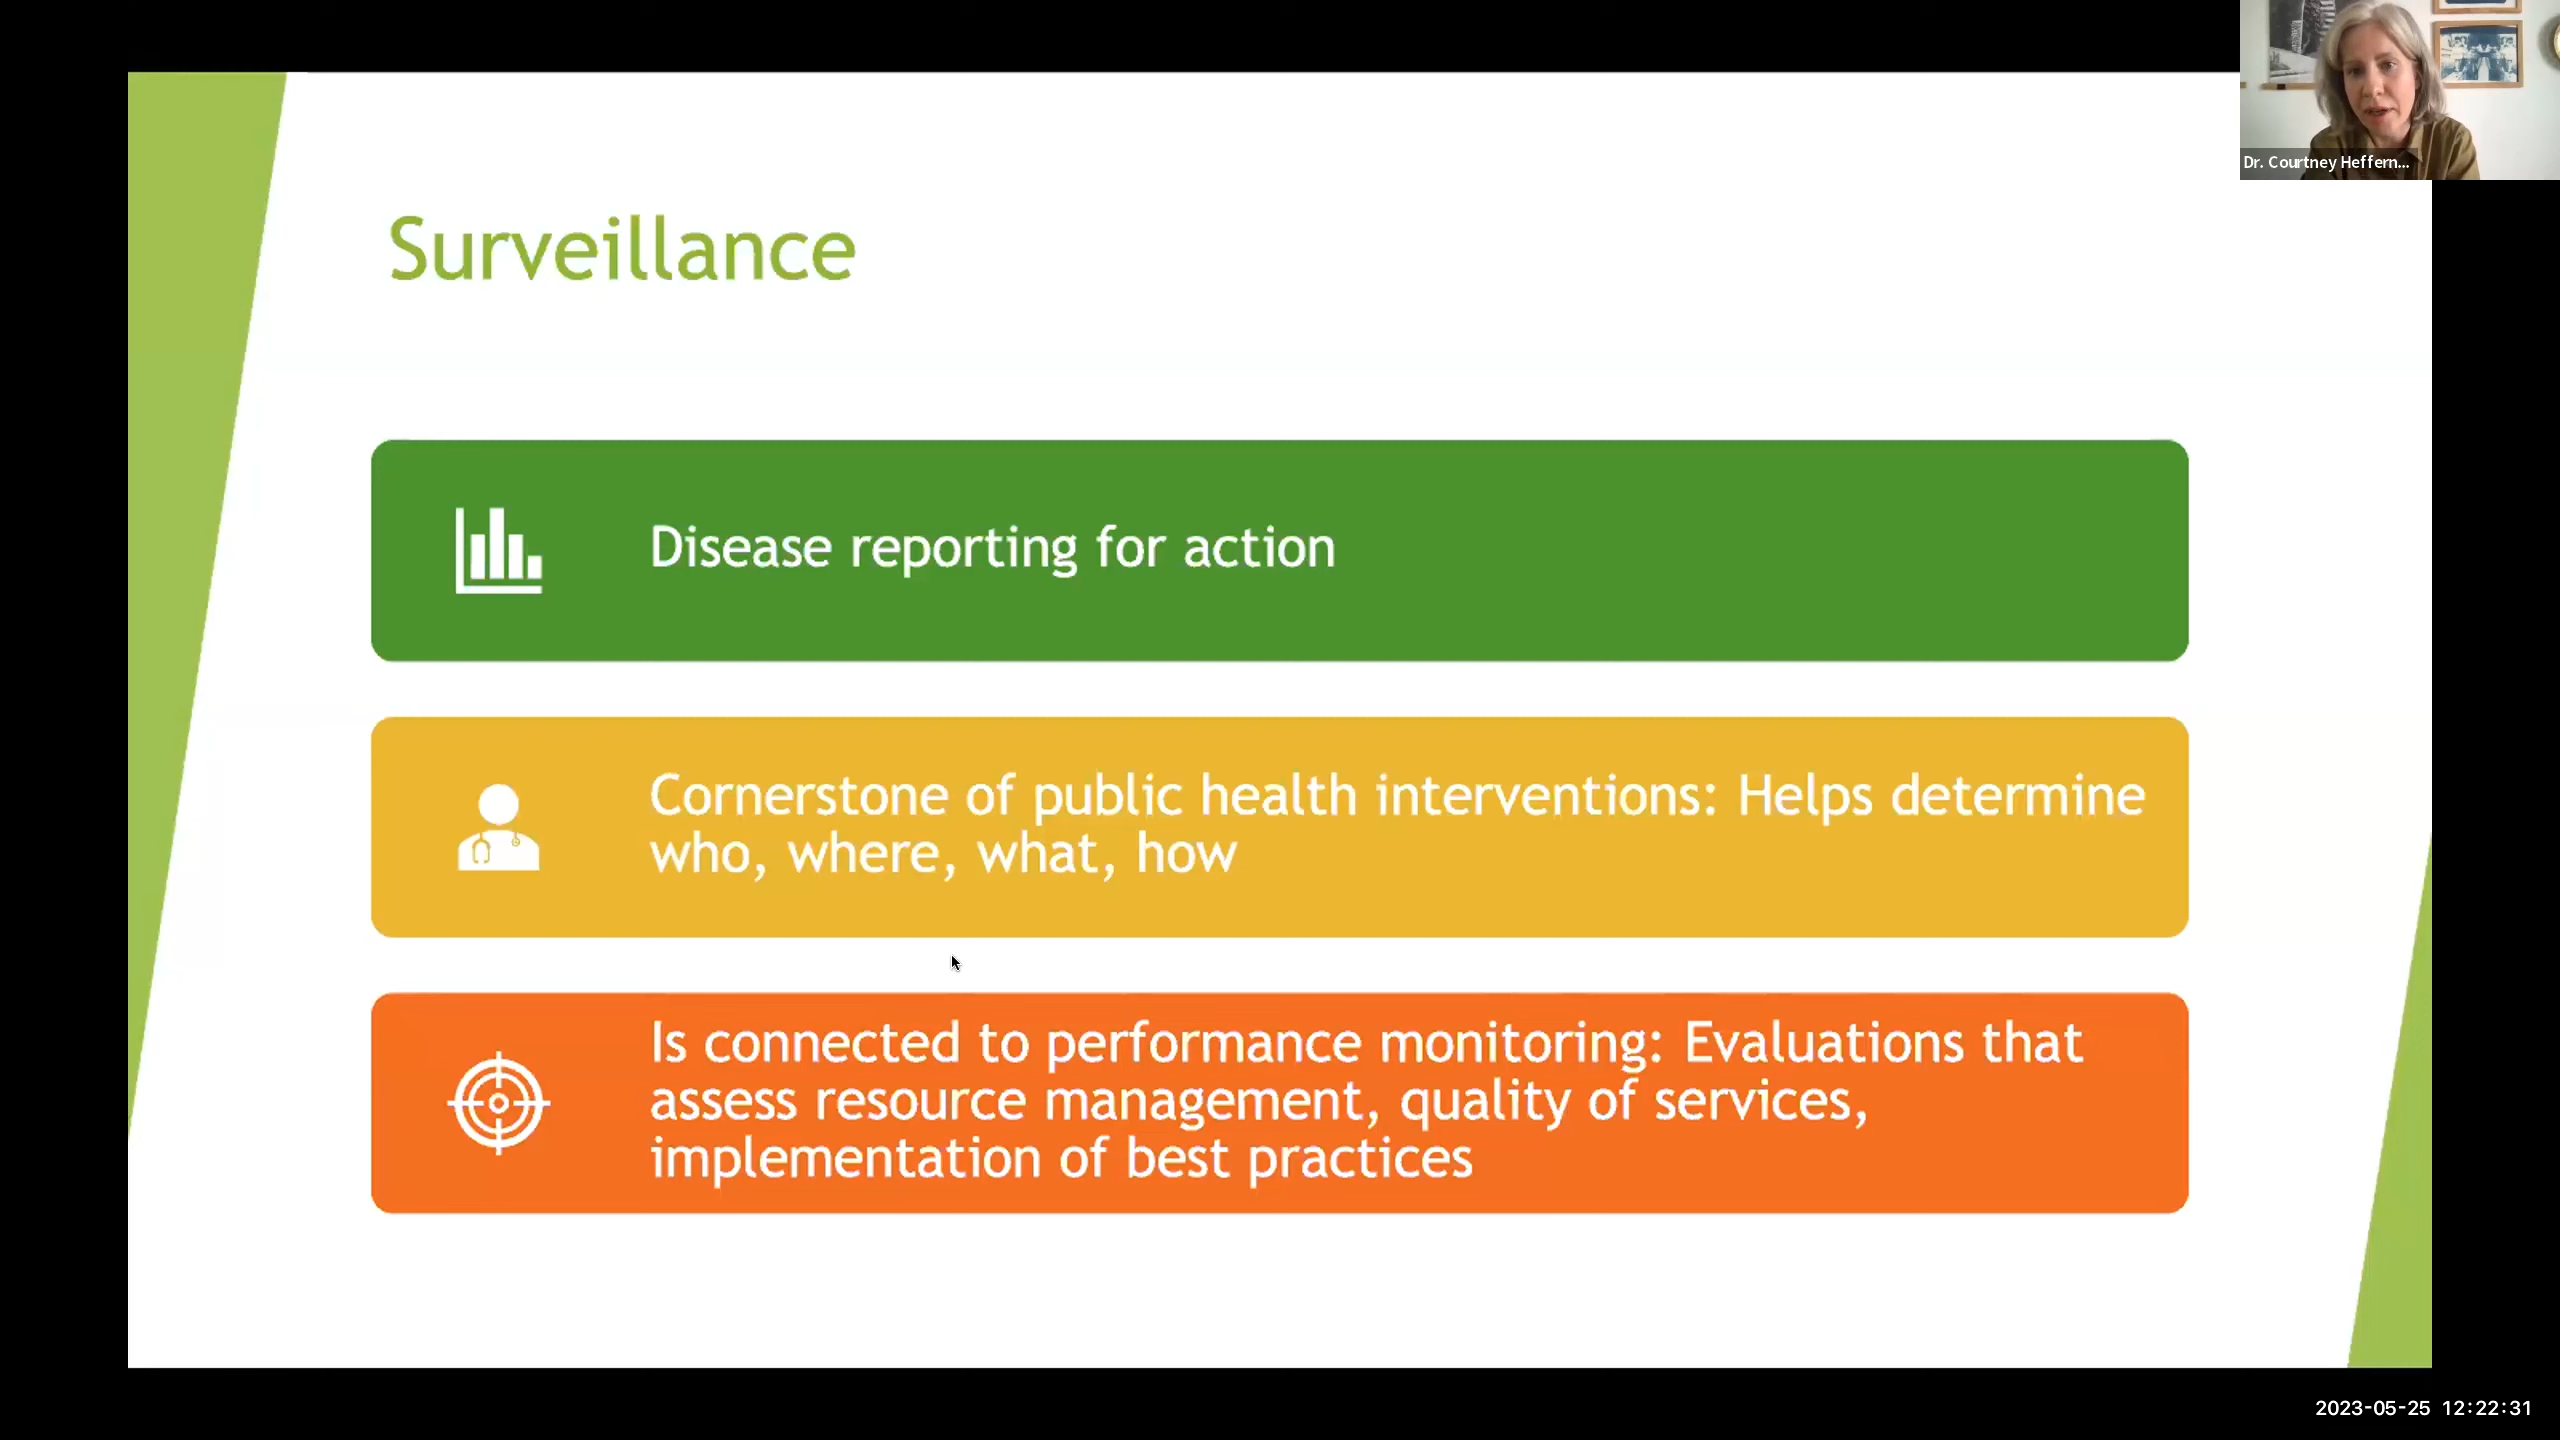 Dr. Courtney Heffern...
Surveillance
Disease reporting for action
Cornerstone of public health interventions: Helps determine
who, where, what, how
Is connected to performance monitoring: Evaluations that
assess resource management, quality of services,
implementation of best practices
2023-05-25 12:22:31